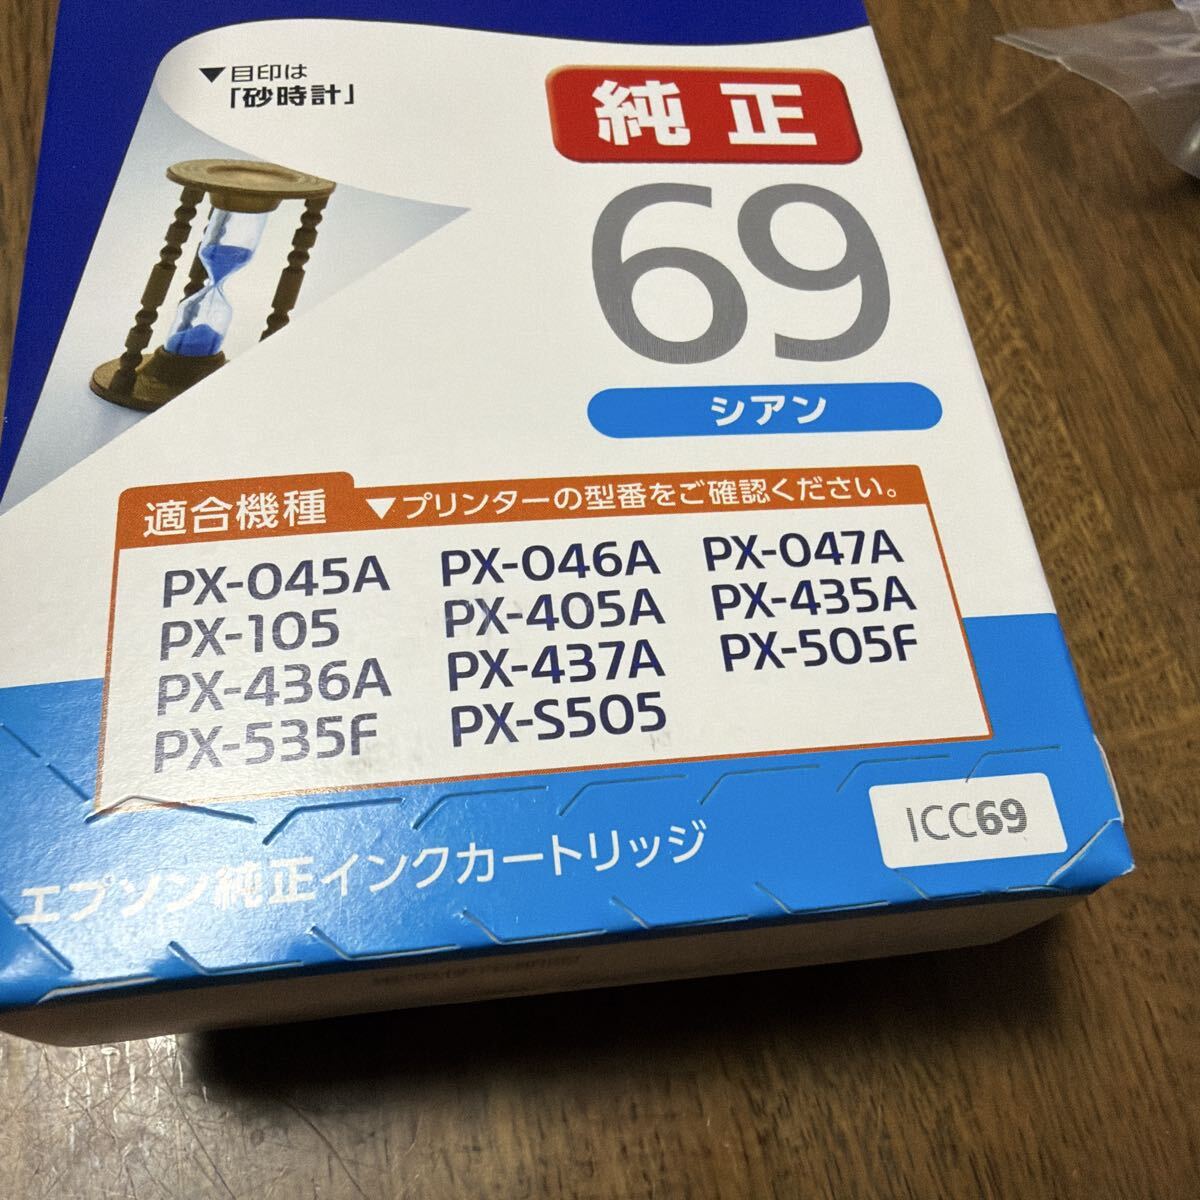 ▼目印は
「砂時計」
純正
69
シアン
適合機種 ▼プリンターの型番をご確認ください。
PX-045A PX-046A PX-047A
PX-105 PX-405A PX-435A
PX-436A PX-437A PX-505F
PX-535F PX-S505
ICC69
エプソン純正インクカートリッジ